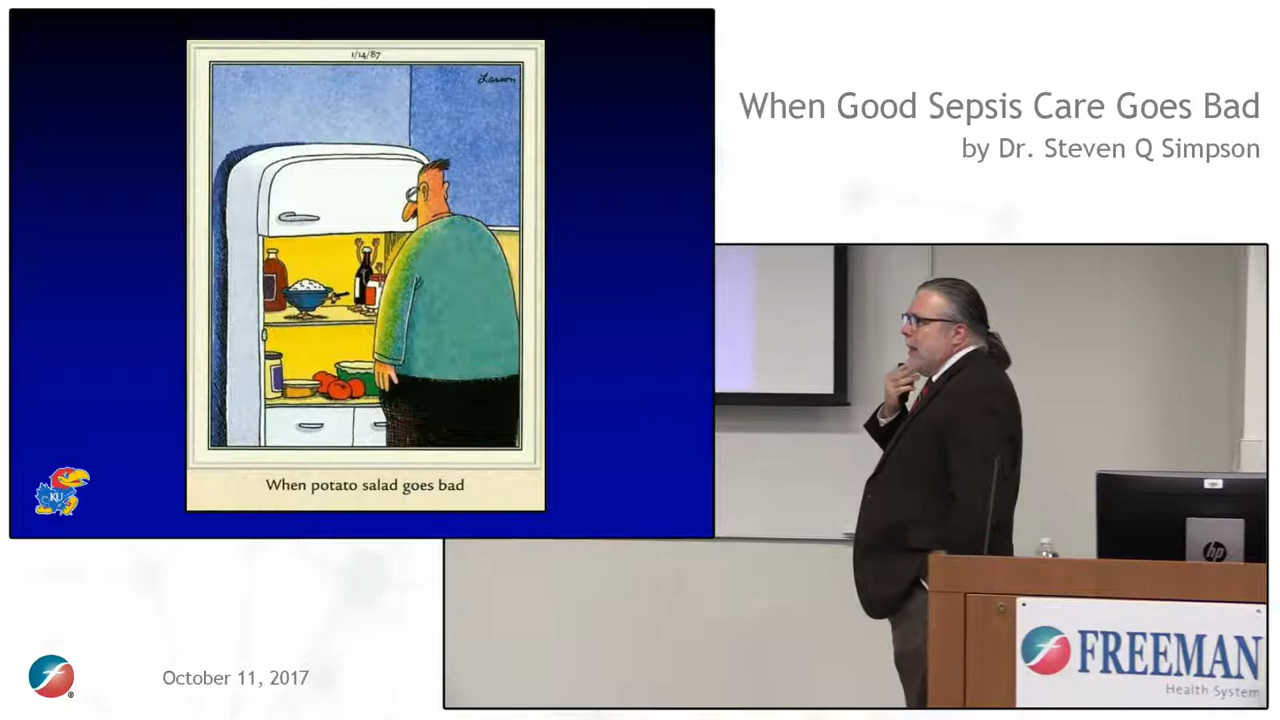 1/14/87
Larson
When potato salad goes bad
KU
When Good Sepsis Care Goes Bad
by Dr. Steven Q Simpson
hp
FREEMAN
Health System
October 11, 2017
®